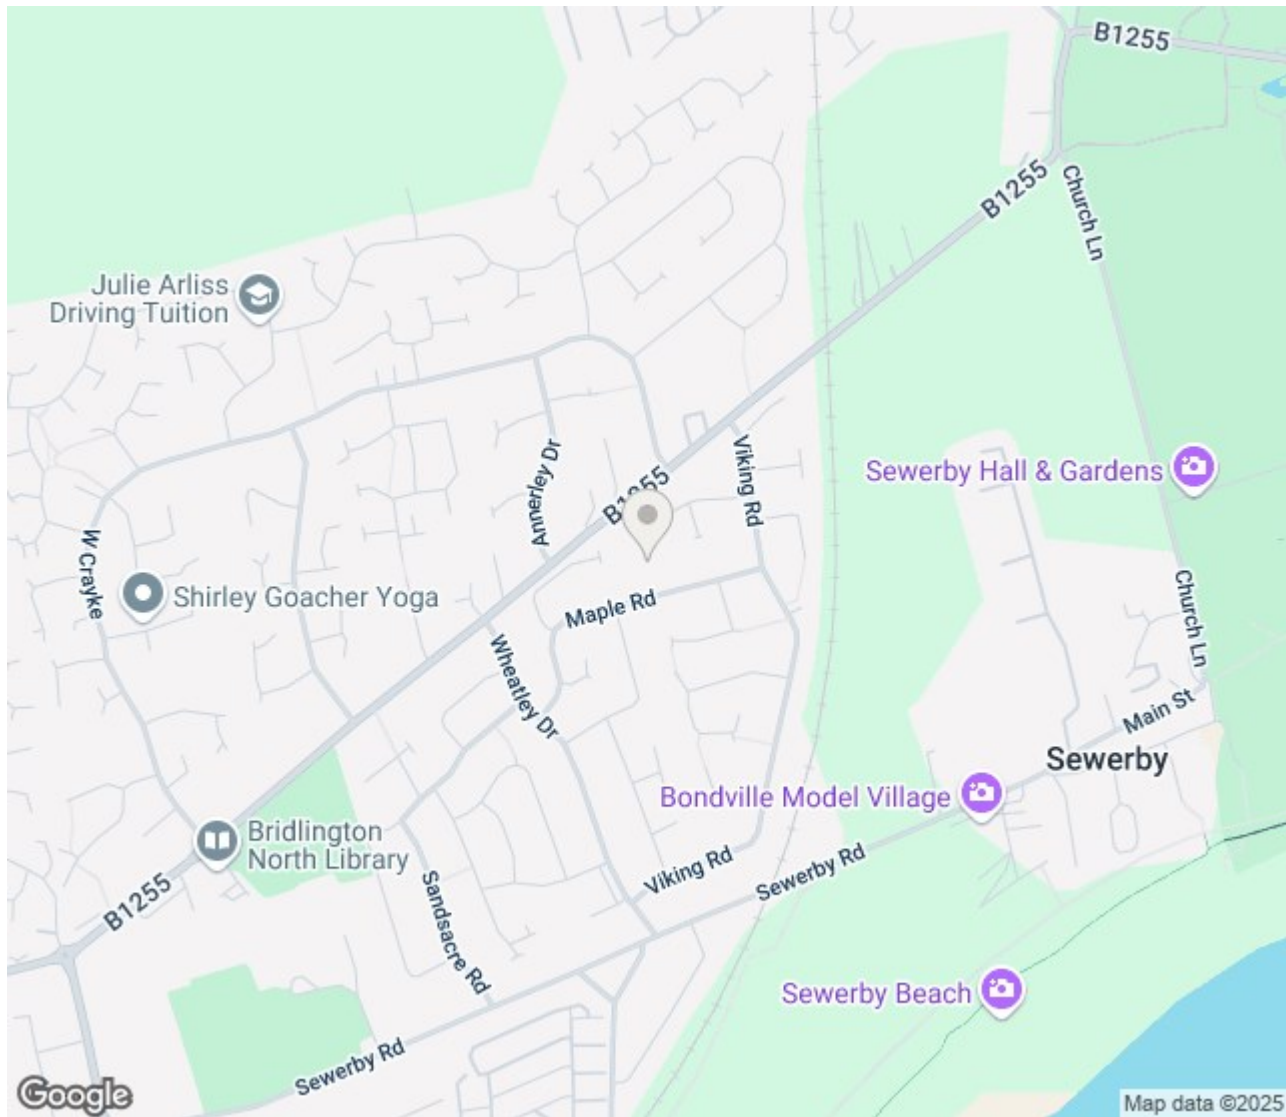 B1255
B1255
Church Ln
Julie Arliss
Driving Tuition
Annerley Dr
Viking Rd
Sewerby Hall & Gardens
B1255
W Crayke
Shirley Goacher Yoga
Maple Rd
Church Ln
Wheatley Dr
Main St
Sewerby
Bondville Model Village
Bridlington
North Library
Viking Rd
Sewerby Rd
B1255
Sandsacre Rd
Sewerby Beach
Sewerby Rd
Google
Map data ©2025